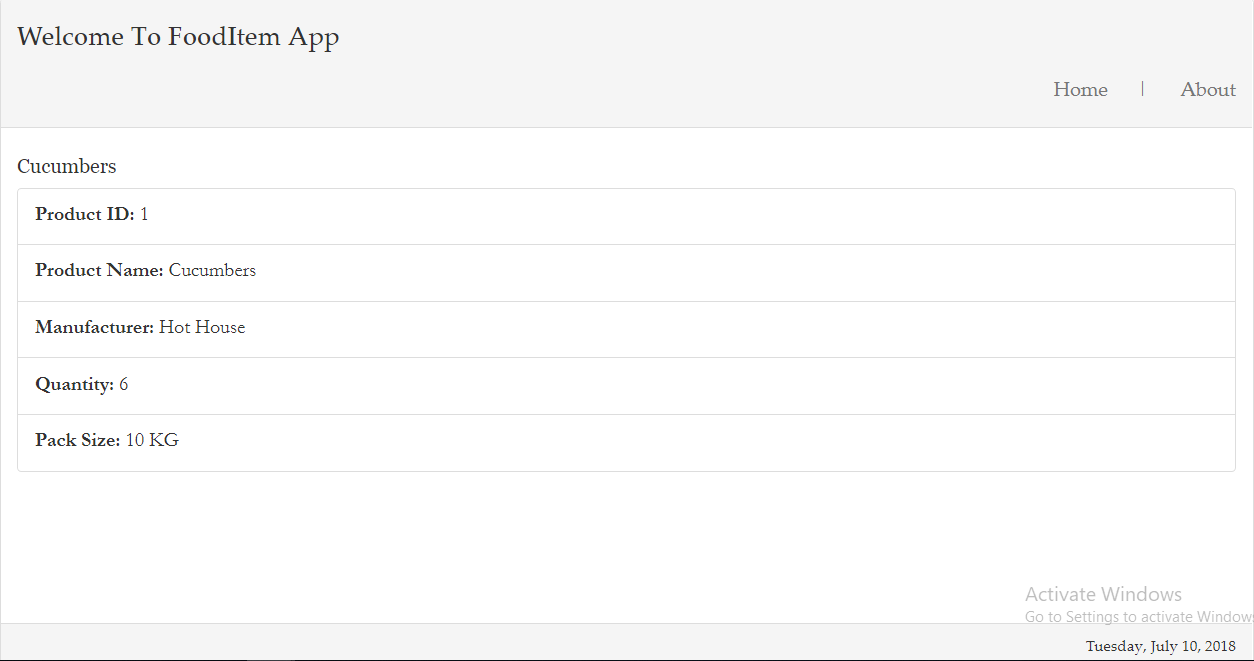 Welcome To FoodItem App
Home | About
Cucumbers
Product ID: 1
Product Name: Cucumbers
Manufacturer: Hot House
Quantity: 6
Pack Size: 10 KG
Activate Windows
Go to Settings to activate Windows
Tuesday, July 10, 2018